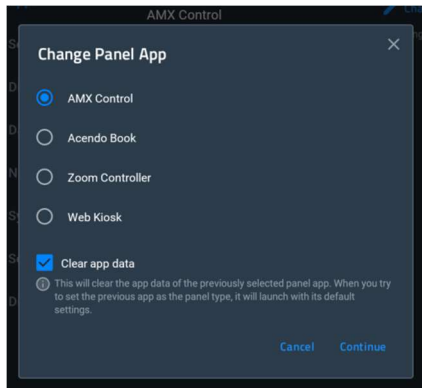 AMX Control
Change Panel App
AMX Control
Acendo Book
Zoom Controller
Web Kiosk
Clear app data
This will clear the app data of the previously selected panel app. When you try
to set the previous app as the panel type, it will launch with its default
settings.
Cancel Continue